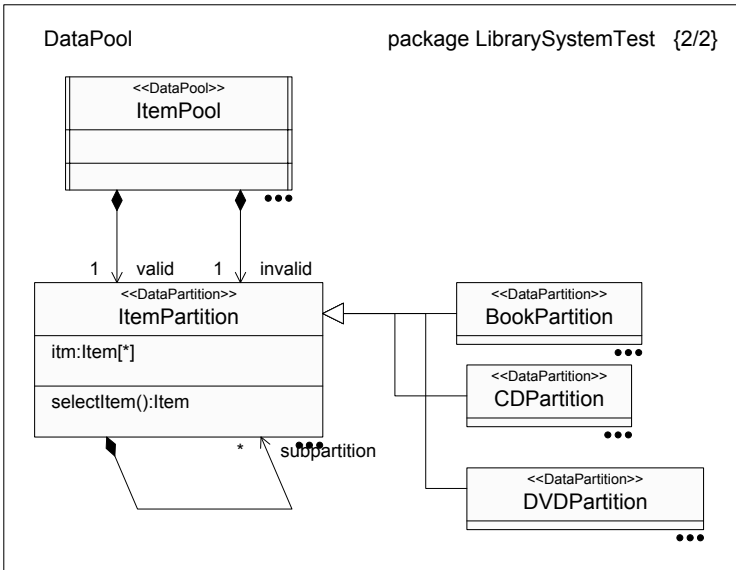 DataPool package LibrarySystemTest {2/2}
<<DataPool>>
ItemPool
1 valid 1 invalid
<<DataPartition>>
ItemPartition
itm:Item[*]
selectItem():Item
* subpartition
<<DataPartition>>
BookPartition
<<DataPartition>>
CDPartition
<<DataPartition>>
DVDPartition